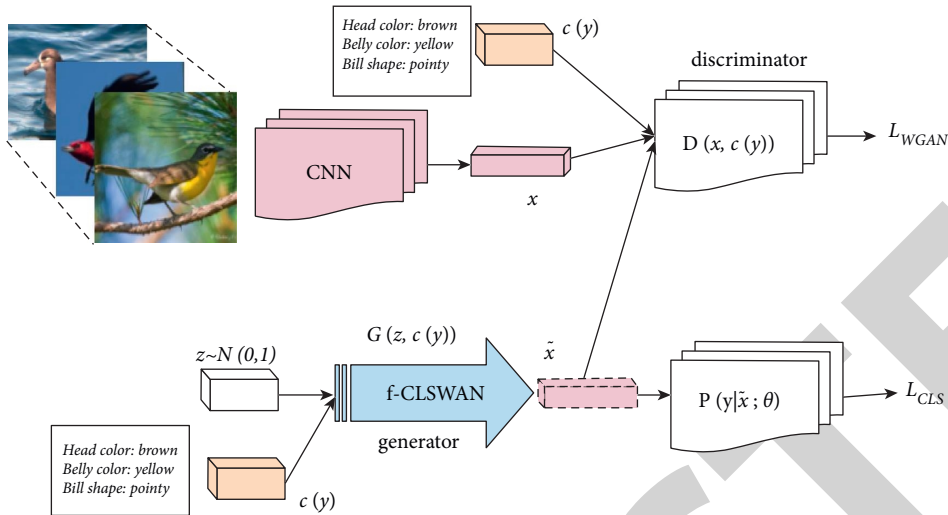 Head color: brown
Belly color: yellow
Bill shape: pointy
c (y)
discriminator
CNN
x
D (x, c (y))
L_WGAN
z~N (0,1)
G (z, c (y))
f-CLSWAN
generator
x̃
P (y|x̃ ; θ)
L_CLS
Head color: brown
Belly color: yellow
Bill shape: pointy
c (y)